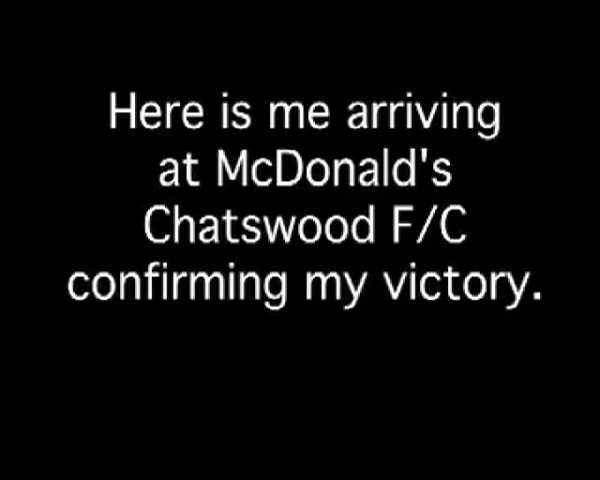 Here is me arriving
at McDonald's
Chatswood F/C
confirming my victory.